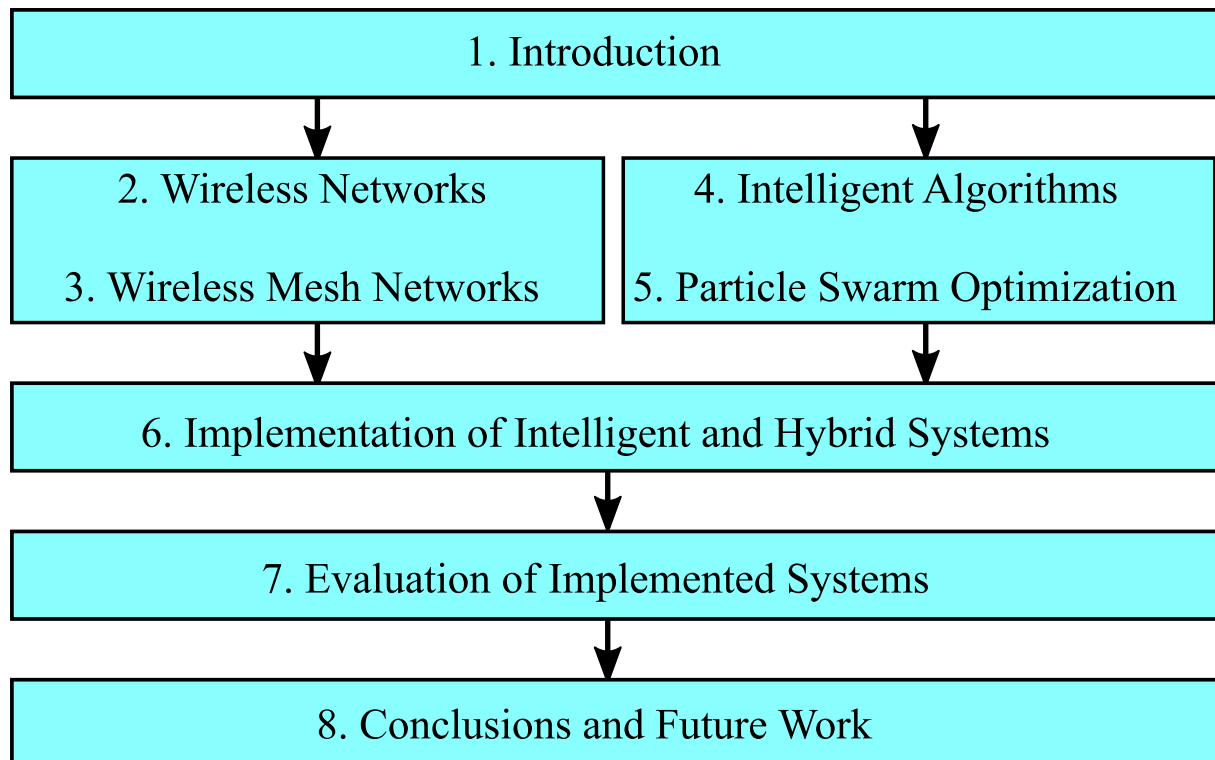 1. Introduction
2. Wireless Networks
3. Wireless Mesh Networks
4. Intelligent Algorithms
5. Particle Swarm Optimization
6. Implementation of Intelligent and Hybrid Systems
7. Evaluation of Implemented Systems
8. Conclusions and Future Work